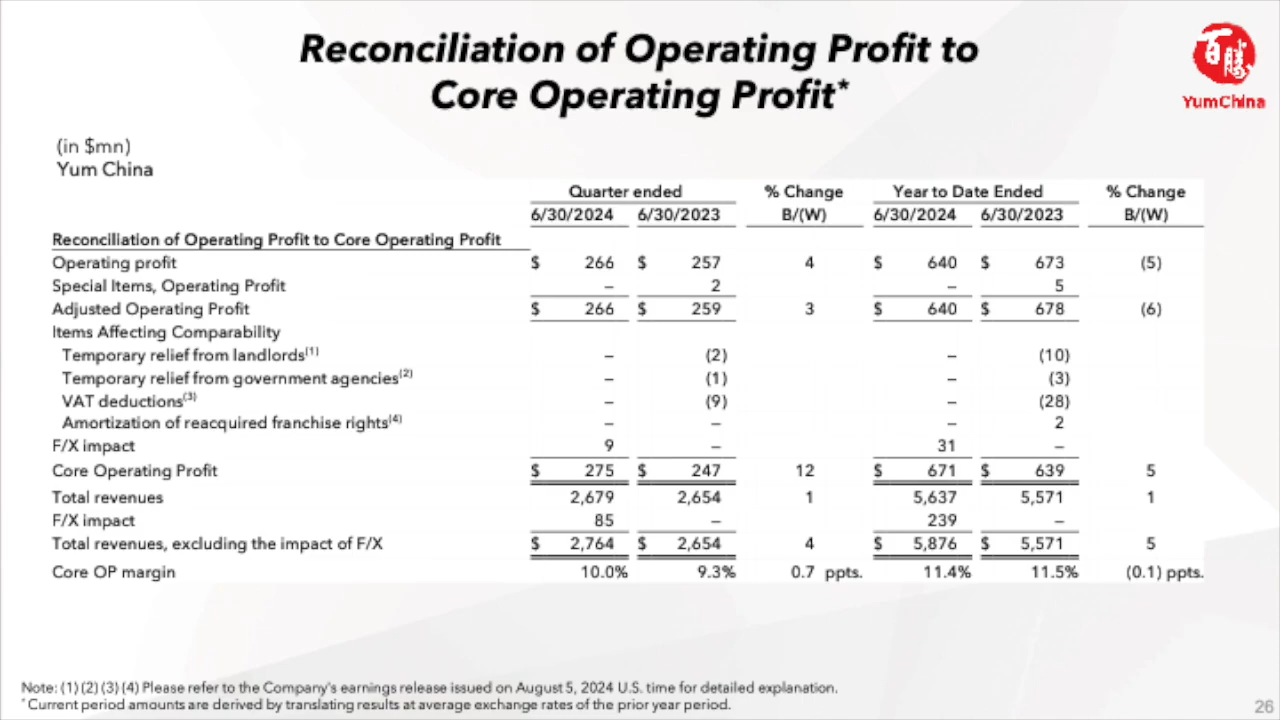 Reconciliation of Operating Profit to
Core Operating Profit*
百勝
YumChina
(in $mn)
Yum China
Quarter ended % Change Year to Date Ended % Change
6/30/2024 6/30/2023 B/(W) 6/30/2024 6/30/2023 B/(W)
Reconciliation of Operating Profit to Core Operating Profit
Operating profit $ 266 $ 257 4 $ 640 $ 673 (5)
Special Items, Operating Profit – 2 – 5
Adjusted Operating Profit $ 266 $ 259 3 $ 640 $ 678 (6)
Items Affecting Comparability
Temporary relief from landlords(1) – (2) – (10)
Temporary relief from government agencies(2) – (1) – (3)
VAT deductions(3) – (9) – (28)
Amortization of reacquired franchise rights(4) – – – 2
F/X impact 9 – 31 –
Core Operating Profit $ 275 $ 247 12 $ 671 $ 639 5
Total revenues 2,679 2,654 1 5,637 5,571 1
F/X impact 85 – 239 –
Total revenues, excluding the impact of F/X $ 2,764 $ 2,654 4 $ 5,876 $ 5,571 5
Core OP margin 10.0% 9.3% 0.7 ppts. 11.4% 11.5% (0.1) ppts.
Note: (1) (2) (3) (4) Please refer to the Company's earnings release issued on August 5, 2024 U.S. time for detailed explanation.
* Current period amounts are derived by translating results at average exchange rates of the prior year period.
26